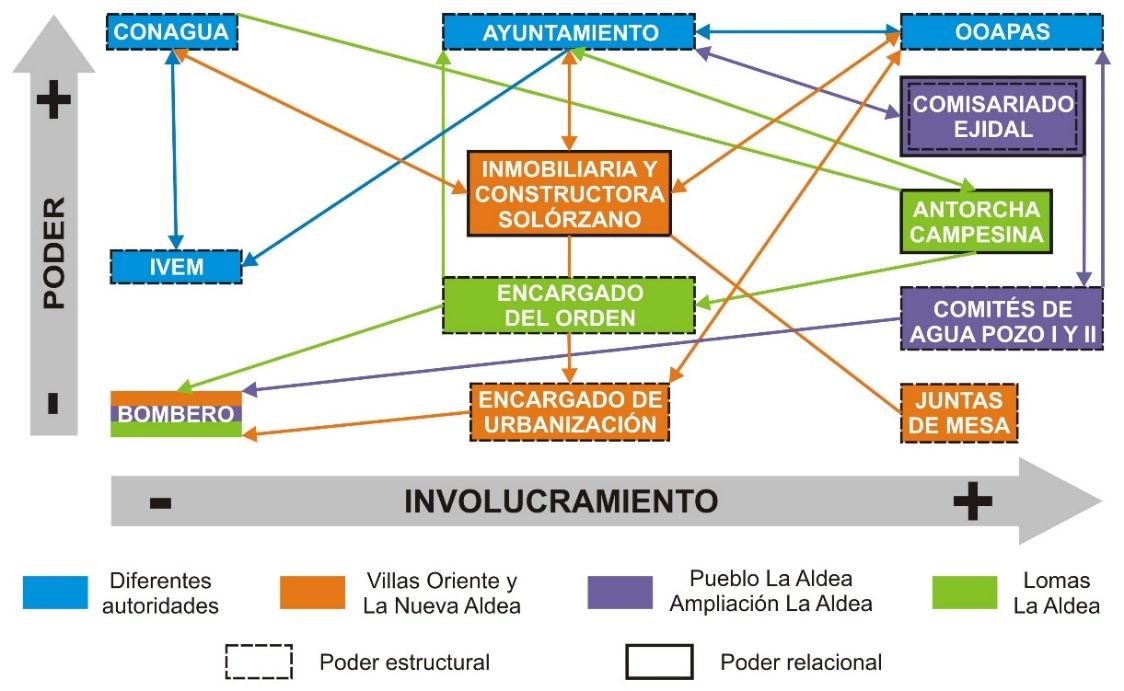 CONAGUA
AYUNTAMIENTO
OOAPAS
+
COMISARIADO
EJIDAL
INMOBILIARIA Y
CONSTRUCTORA
SOLÓRZANO
ANTORCHA
CAMPESINA
PODER
IVEM
ENCARGADO
DEL ORDEN
COMITÉS DE
AGUA POZO I Y II
-
BOMBERO
ENCARGADO DE
URBANIZACIÓN
JUNTAS
DE MESA
- INVOLUCRAMIENTO +
Diferentes
autoridades
Villas Oriente y
La Nueva Aldea
Pueblo La Aldea
Ampliación La Aldea
Lomas
La Aldea
Poder estructural
Poder relacional